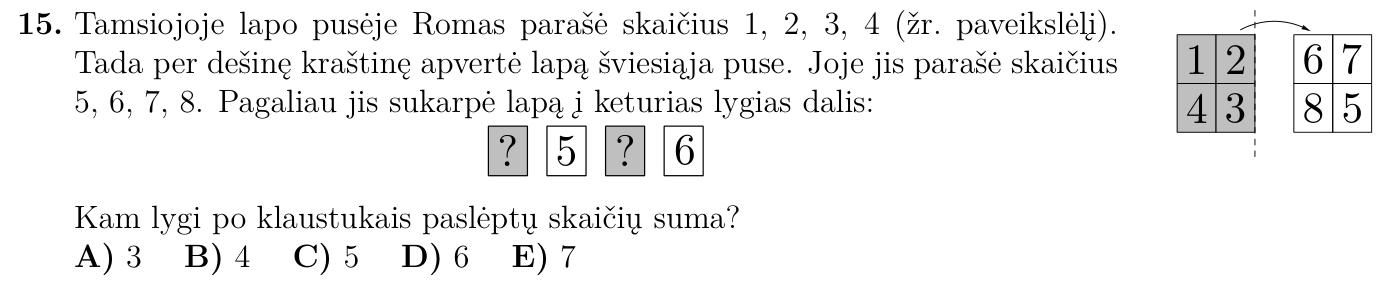 15. Tamsiojoje lapo pusėje Romas parašė skaičius 1, 2, 3, 4 (žr. paveikslėlį).
Tada per dešinę kraštinę apvertė lapą šviesiąja puse. Joje jis parašė skaičius
5, 6, 7, 8. Pagaliau jis sukarpė lapą į keturias lygias dalis:
? 5 ? 6
Kam lygi po klaustukais paslėptų skaičių suma?
A) 3 B) 4 C) 5 D) 6 E) 7
1 2 6 7
4 3 8 5